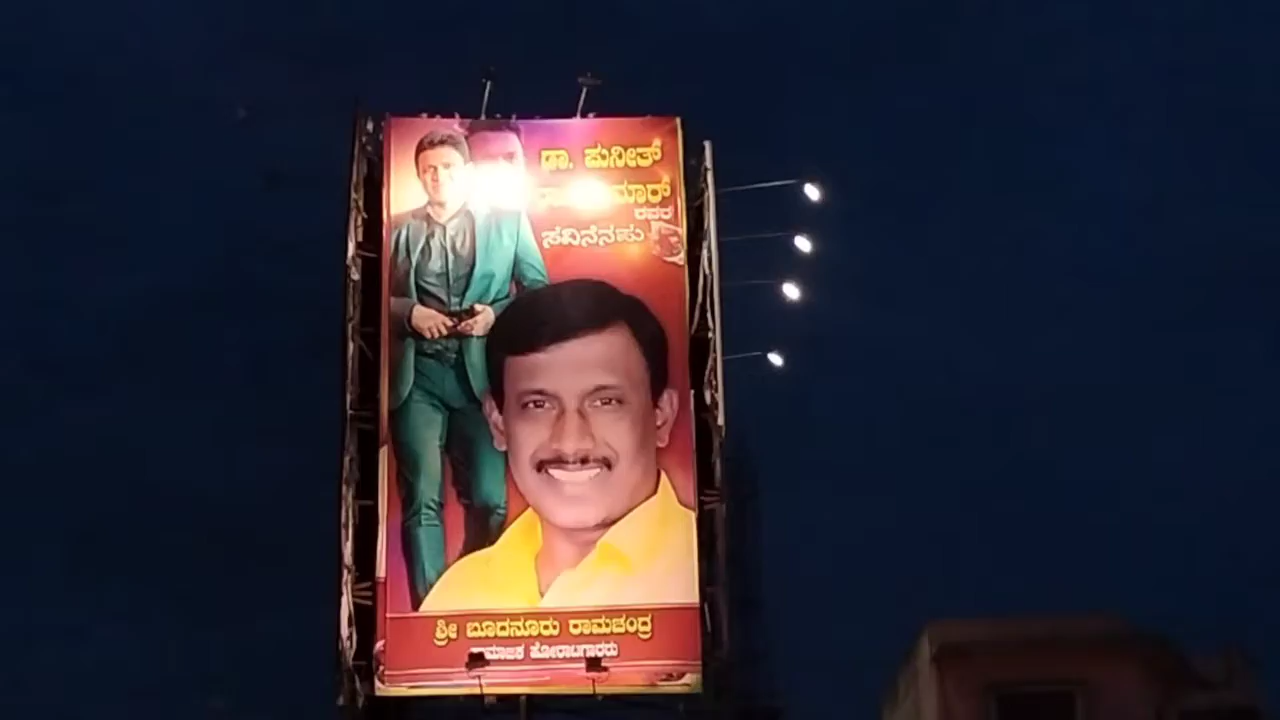 ಡಾ. ಪುನೀತ್
ರವರ
ಸವಿನೆನಪು
ಶ್ರೀ ಬೂದನೂರು ರಾಮಚಂದ್ರ
ಸಾಮಾಜಿಕ ಹೋರಾಟಗಾರರು